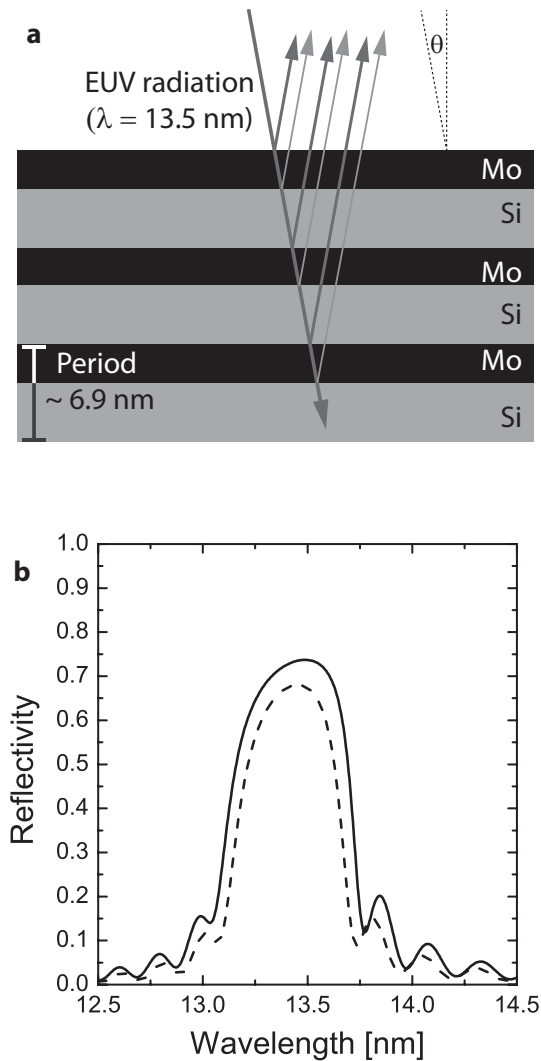 a
θ
EUV radiation
(λ = 13.5 nm)
Mo
Si
Mo
Si
Period
Mo
~ 6.9 nm
Si
b
1.0
0.9
0.8
0.7
0.6
0.5
0.4
0.3
0.2
0.1
0.0
Reflectivity
12.5 13.0 13.5 14.0 14.5
Wavelength [nm]